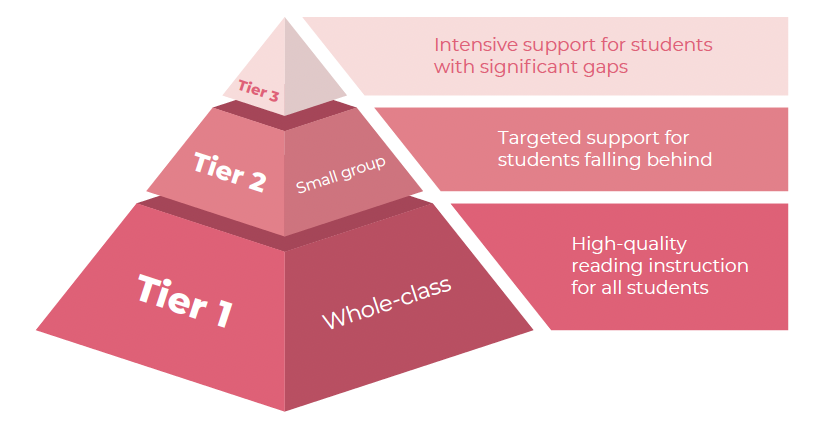 Tier 3
Intensive support for students
with significant gaps
Tier 2
Small group
Targeted support for
students falling behind
Tier 1
Whole-class
High-quality
reading instruction
for all students